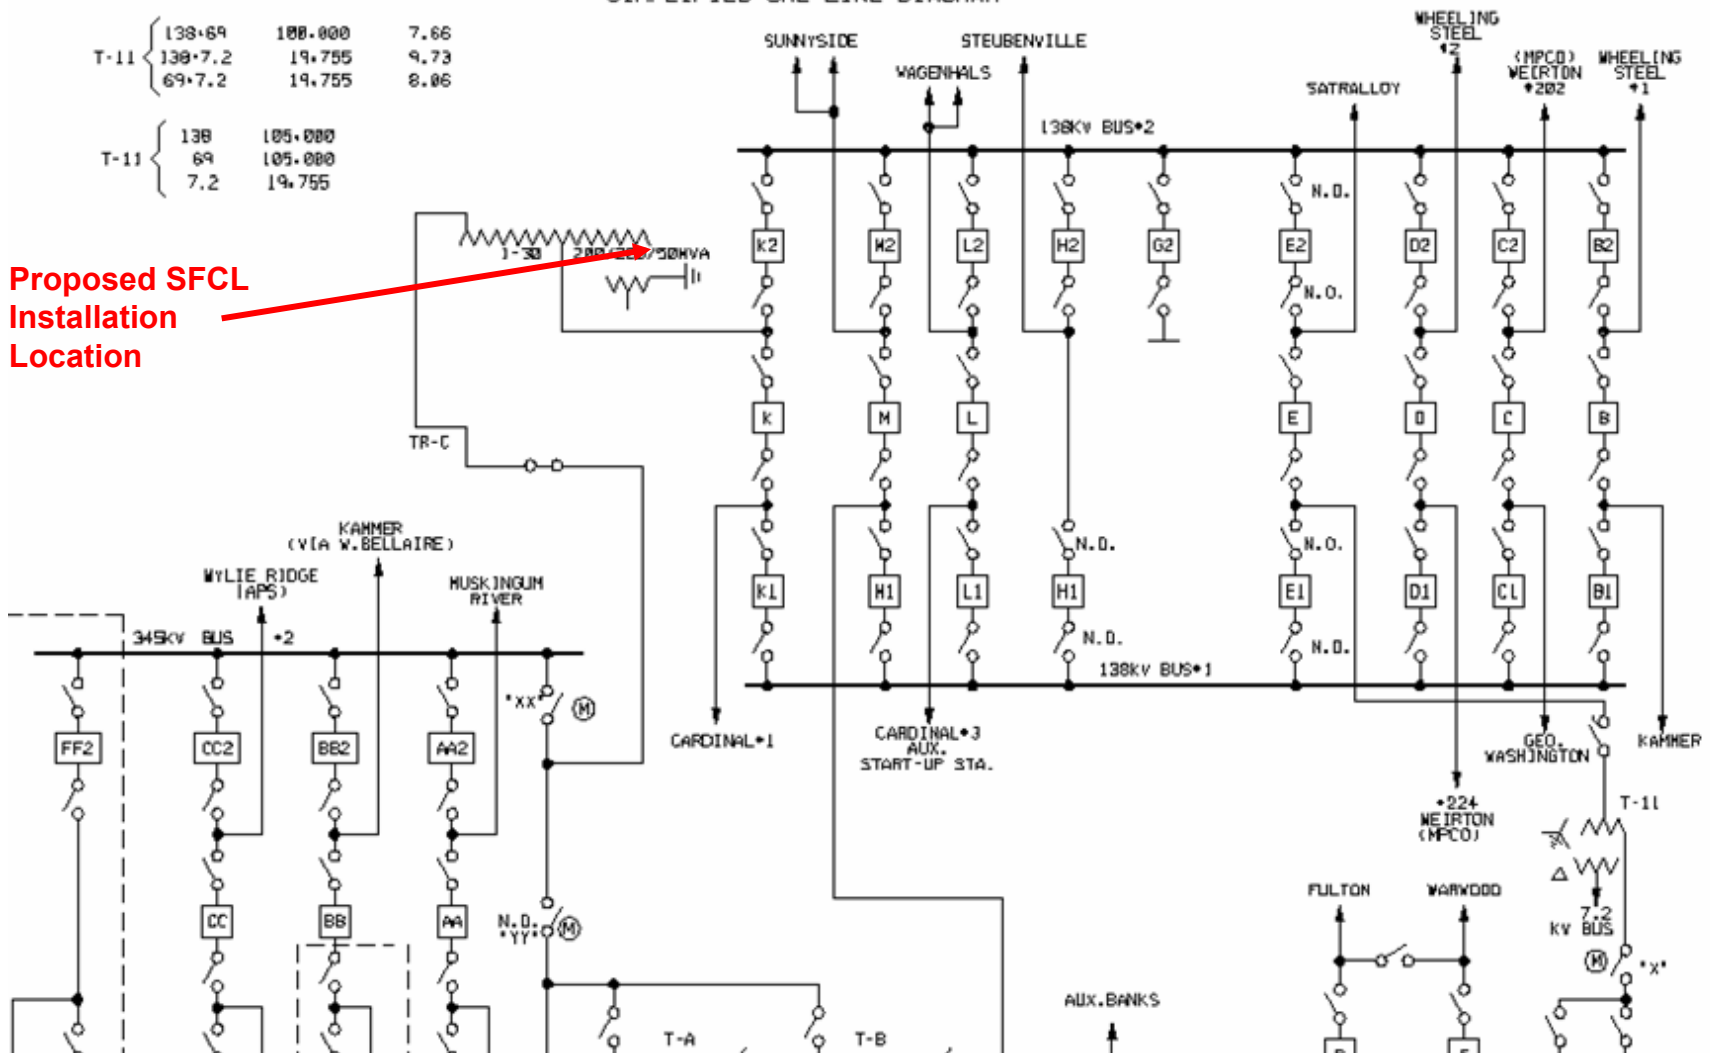 T-11
138·69 100.000 7.66
138·7.2 19.755 9.73
69·7.2 19.755 8.06
T-11
138 105.000
69 105.000
7.2 19.755
SUNNYSIDE
STEUBENVILLE
WAGENHALS
WHEELING
STEEL
•2
(MPCO)
WEIRTON
•202
WHEELING
STEEL
•1
SATRALLOY
138KV BUS•2
Proposed SFCL
Installation
Location
TR-C
N.O.
K2
M2
L2
H2
G2
E2
D2
C2
B2
N.O.
K
M
L
E
D
C
B
N.O.
N.O.
K1
M1
L1
H1
E1
D1
C1
B1
N.O.
N.O.
138KV BUS•1
CARDINAL•1
CARDINAL•3
AUX.
START-UP STA.
GEO.
WASHINGTON
KAMMER
•224
WEIRTON
(MPCO)
T-11
7.2
KV BUS
M
"X"
FULTON
WARWOOD
KAMMER
(VIA W.BELLAIRE)
WYLIE RIDGE
(APS)
MUSKINGUM
RIVER
345KV BUS •2
"XX"
M
FF2
CC2
BB2
AA2
CC
BB
AA
N.O.
"YY"
M
T-A
T-B
AUX.BANKS